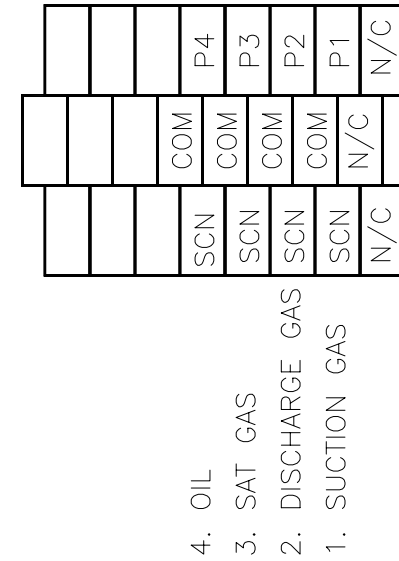 4. OIL SCN COM P4
3. SAT GAS SCN COM P3
2. DISCHARGE GAS SCN COM P2
1. SUCTION GAS SCN COM P1
N/C N/C N/C